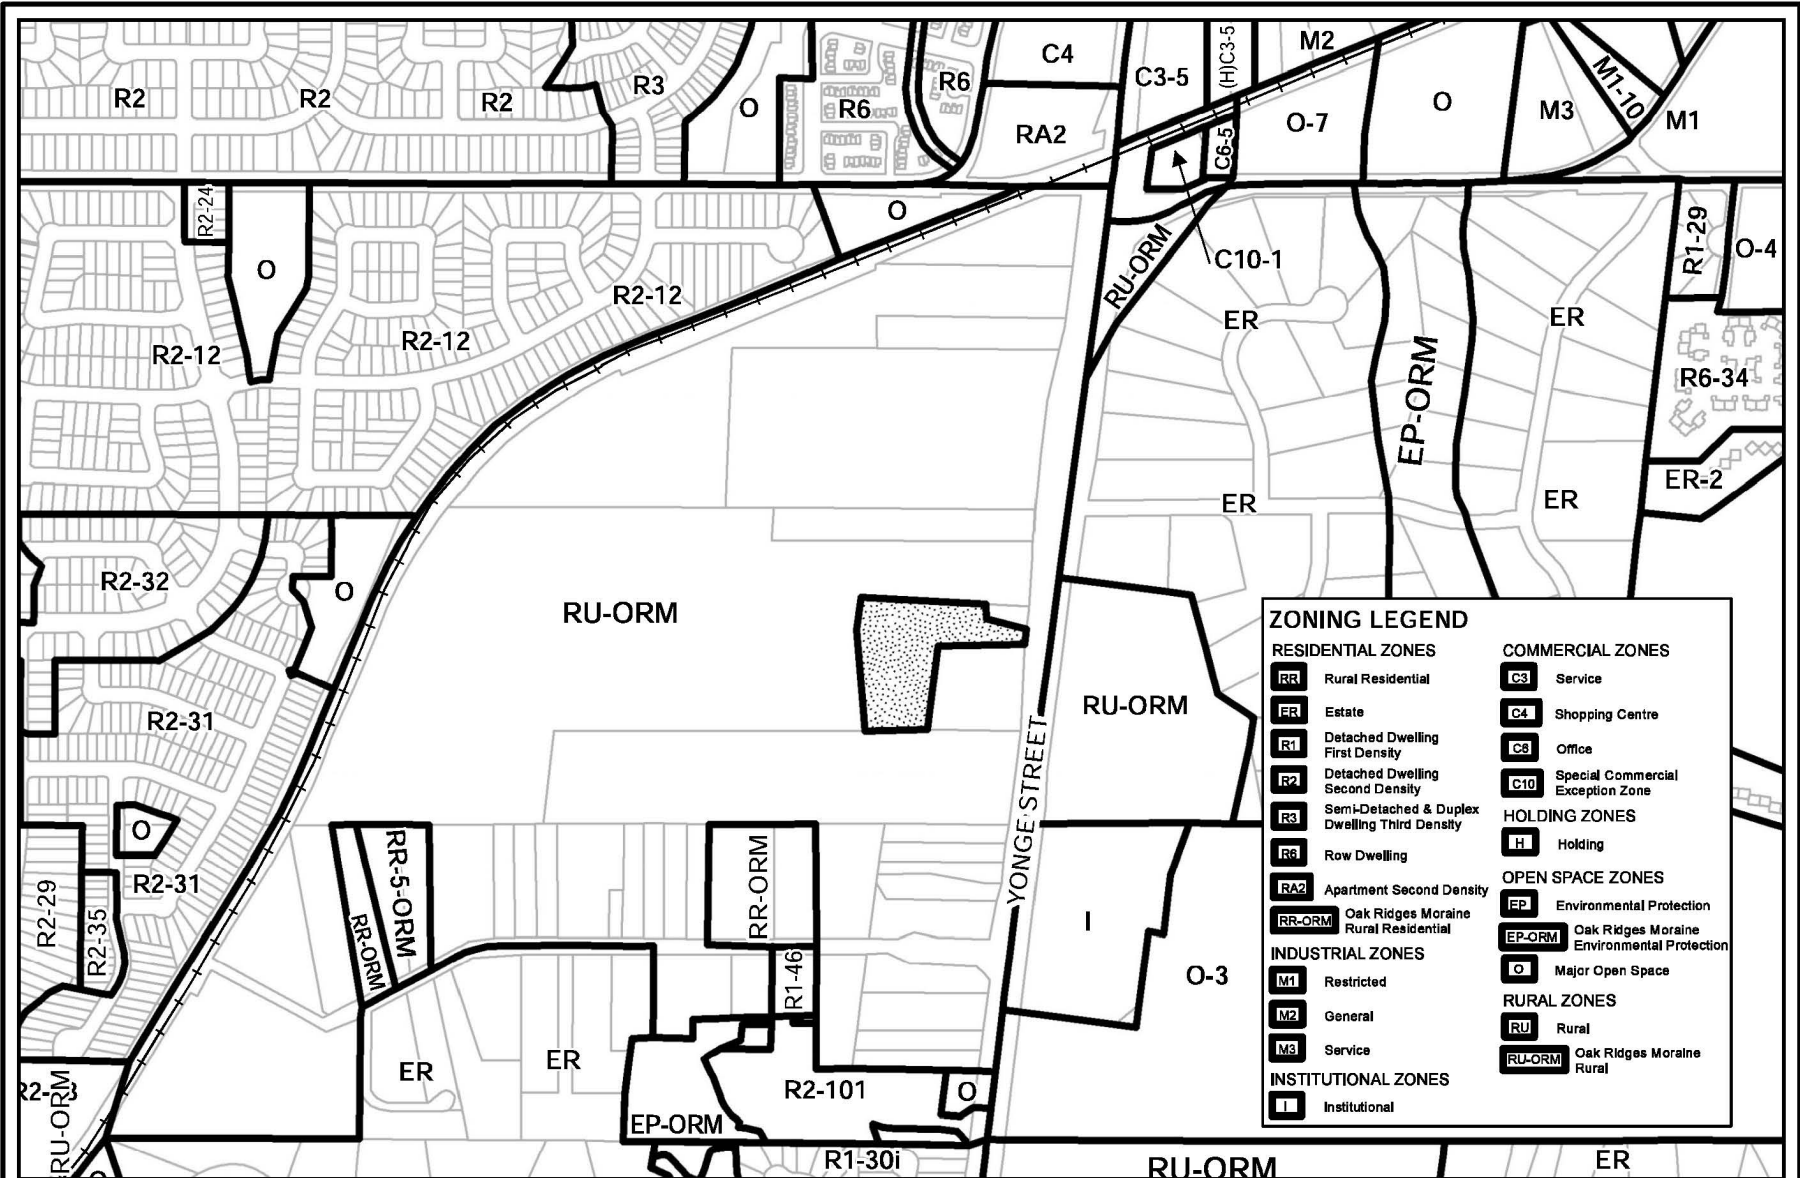 C4
(H)C3-5
M2
C3-5
R6
R3
R2
R2
R2
O
R6
RA2
O-7
O
M3
M1-10
M1
C6-5
R2-24
O
O
RU-ORM
C10-1
R1-29
O-4
R2-12
R2-12
R2-12
ER
ER
EP-ORM
R6-34
ER-2
ER
ER
R2-32
O
RU-ORM
RU-ORM
R2-31
YONGE STREET
O
R2-31
R2-29
R2-35
RR-5-ORM
RR-ORM
RR-ORM
R1-46
I
O-3
ER
ER
R2-101
O
EP-ORM
RU-ORM
R1-30i
RU-ORM
ER
ZONING LEGEND
RESIDENTIAL ZONES
RR Rural Residential
ER Estate
R1 Detached Dwelling
First Density
R2 Detached Dwelling
Second Density
R3 Semi-Detached & Duplex
Dwelling Third Density
R6 Row Dwelling
RA2 Apartment Second Density
RR-ORM Oak Ridges Moraine
Rural Residential
INDUSTRIAL ZONES
M1 Restricted
M2 General
M3 Service
INSTITUTIONAL ZONES
I Institutional
COMMERCIAL ZONES
C3 Service
C4 Shopping Centre
C6 Office
C10 Special Commercial
Exception Zone
HOLDING ZONES
H Holding
OPEN SPACE ZONES
EP Environmental Protection
EP-ORM Oak Ridges Moraine
Environmental Protection
O Major Open Space
RURAL ZONES
RU Rural
RU-ORM Oak Ridges Moraine
Rural